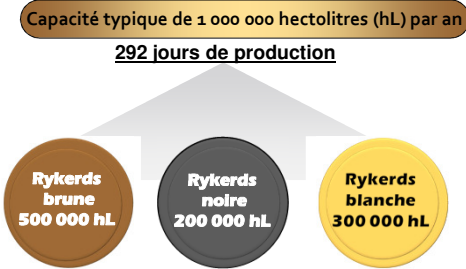 Capacité typique de 1 000 000 hectolitres (hL) par an
292 jours de production
Rykerds
brune
500 000 hL
Rykerds
noire
200 000 hL
Rykerds
blanche
300 000 hL